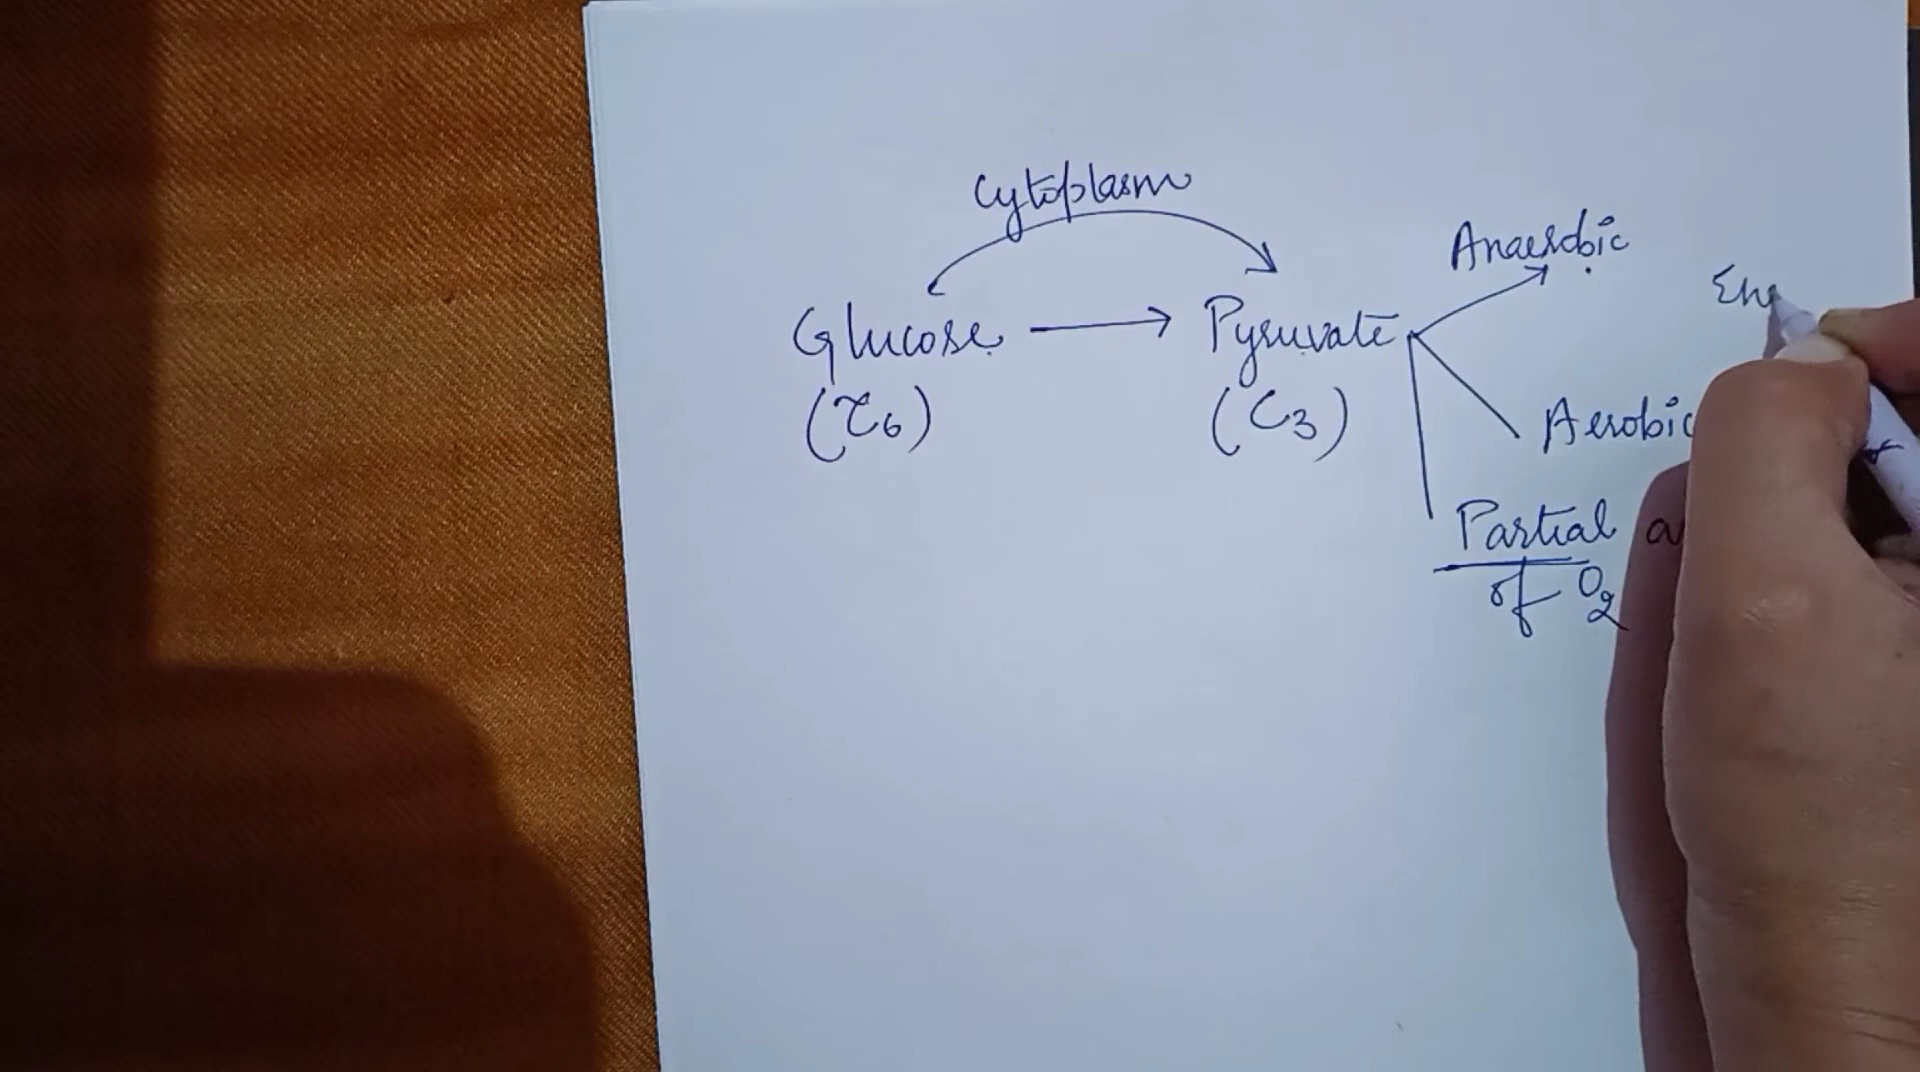 Cytoplasm
Anaerobic
Glucose → Pyruvate
(C6) (C3)
Aerobic
Partial
of O2